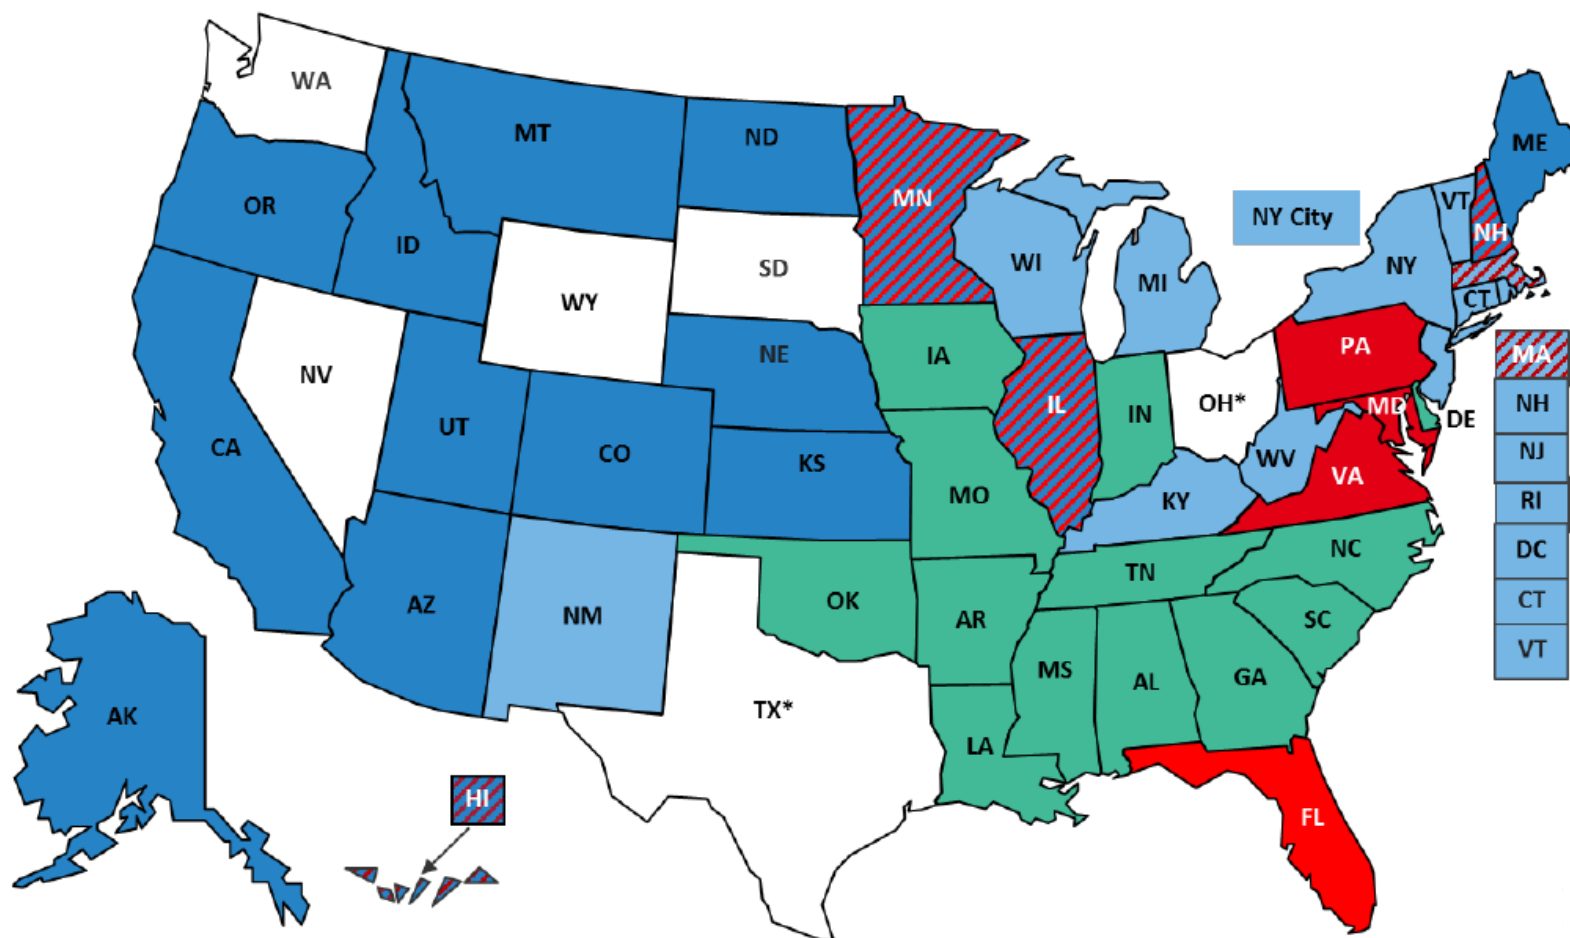 WA
MT
ND
ME
OR
MN
VT
NY City
NH
ID
WI
NY
SD
MI
CT
WY
NE
IA
PA
MA
NV
IL
IN
OH*
MD
NH
DE
UT
CA
CO
KS
WV
NJ
VA
MO
KY
RI
NC
DC
TN
AZ
NM
OK
AR
SC
CT
MS
AL
GA
VT
AK
TX*
LA
HI
FL